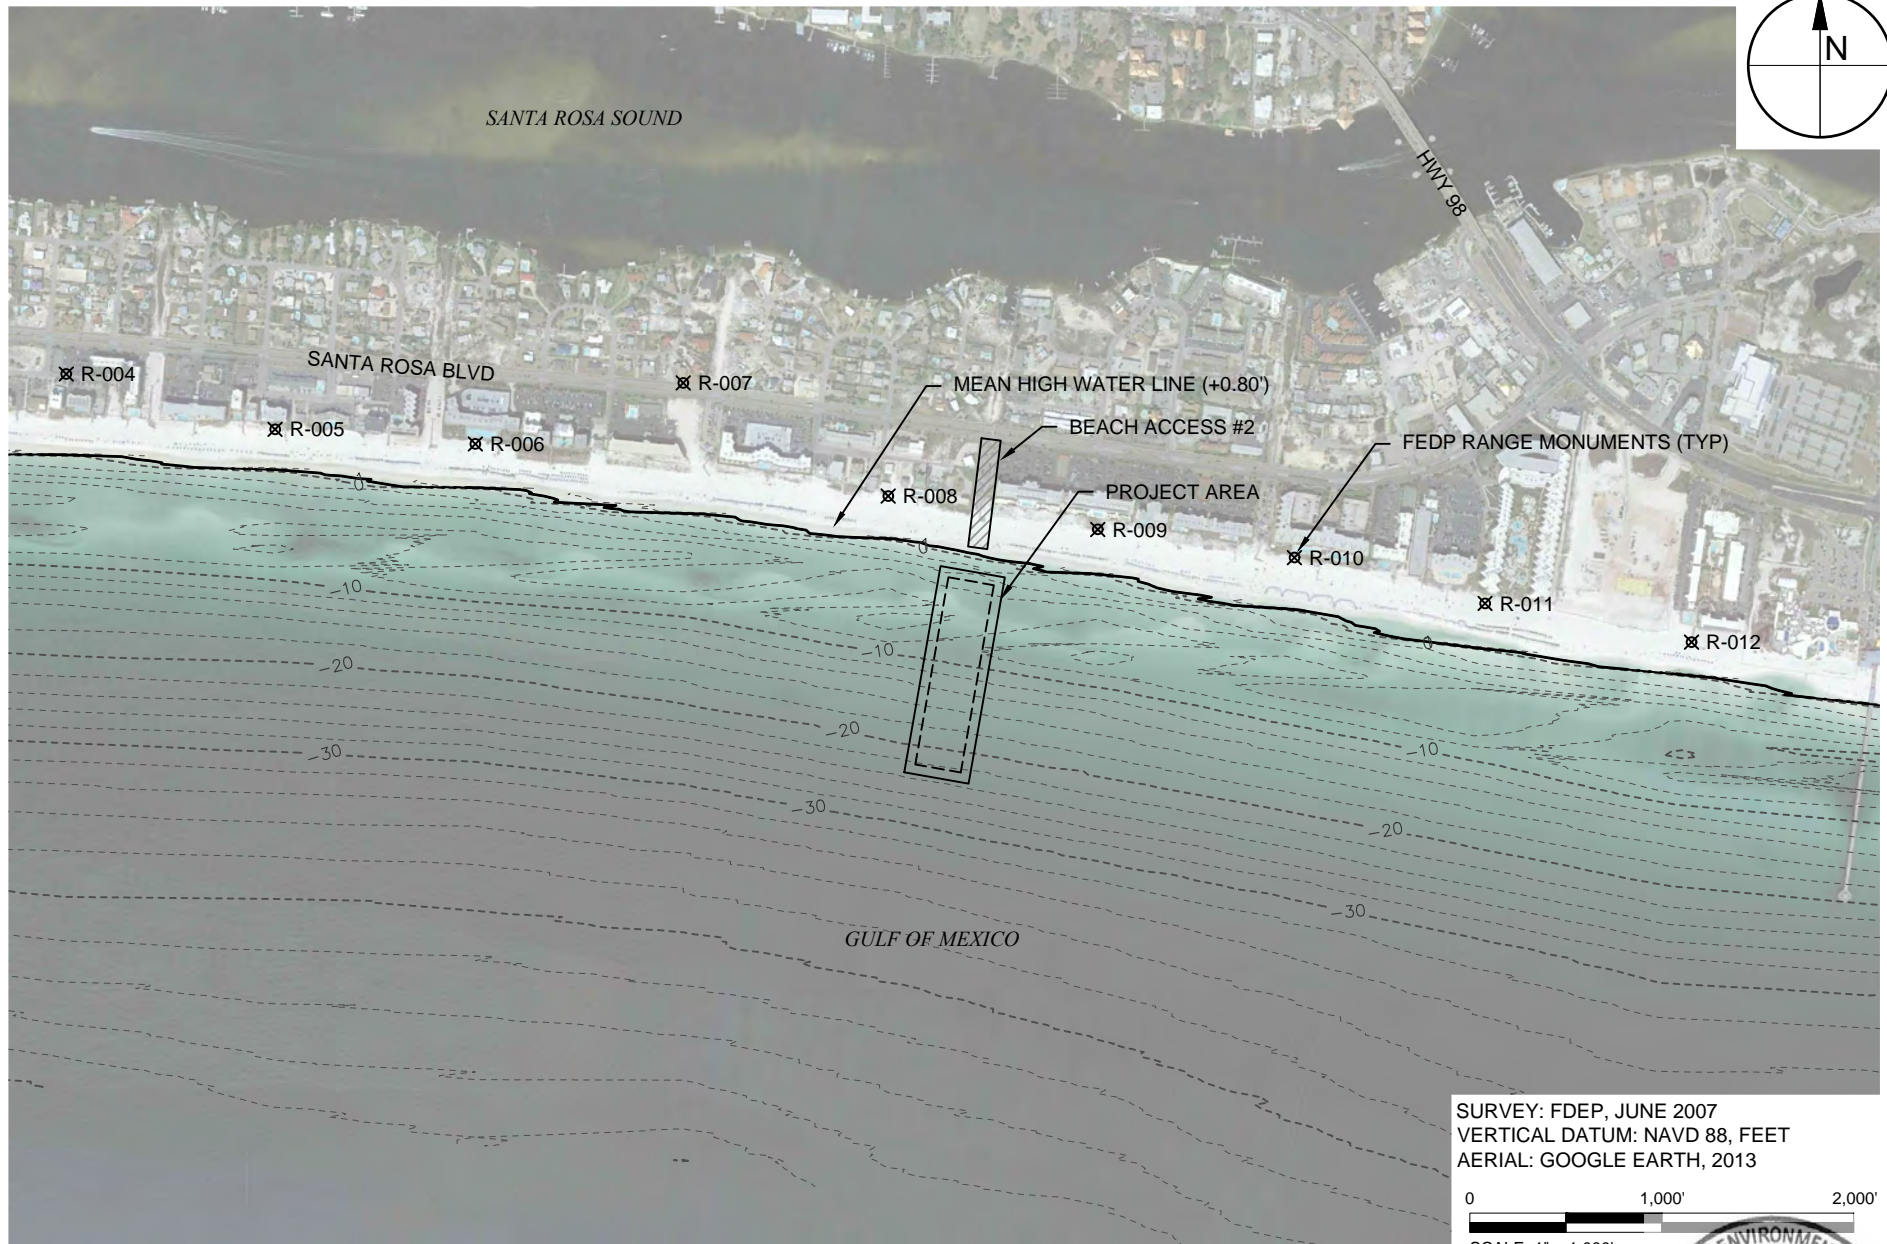 N
SANTA ROSA SOUND
HWY 98
SANTA ROSA BLVD
R-004
R-005
R-006
R-007
MEAN HIGH WATER LINE (+0.80')
BEACH ACCESS #2
FEDP RANGE MONUMENTS (TYP)
PROJECT AREA
R-008
R-009
R-010
R-011
R-012
0
0
0
-10
-10
-10
-20
-20
-20
-30
-30
-30
GULF OF MEXICO
SURVEY: FDEP, JUNE 2007
VERTICAL DATUM: NAVD 88, FEET
AERIAL: GOOGLE EARTH, 2013
0 1,000' 2,000'